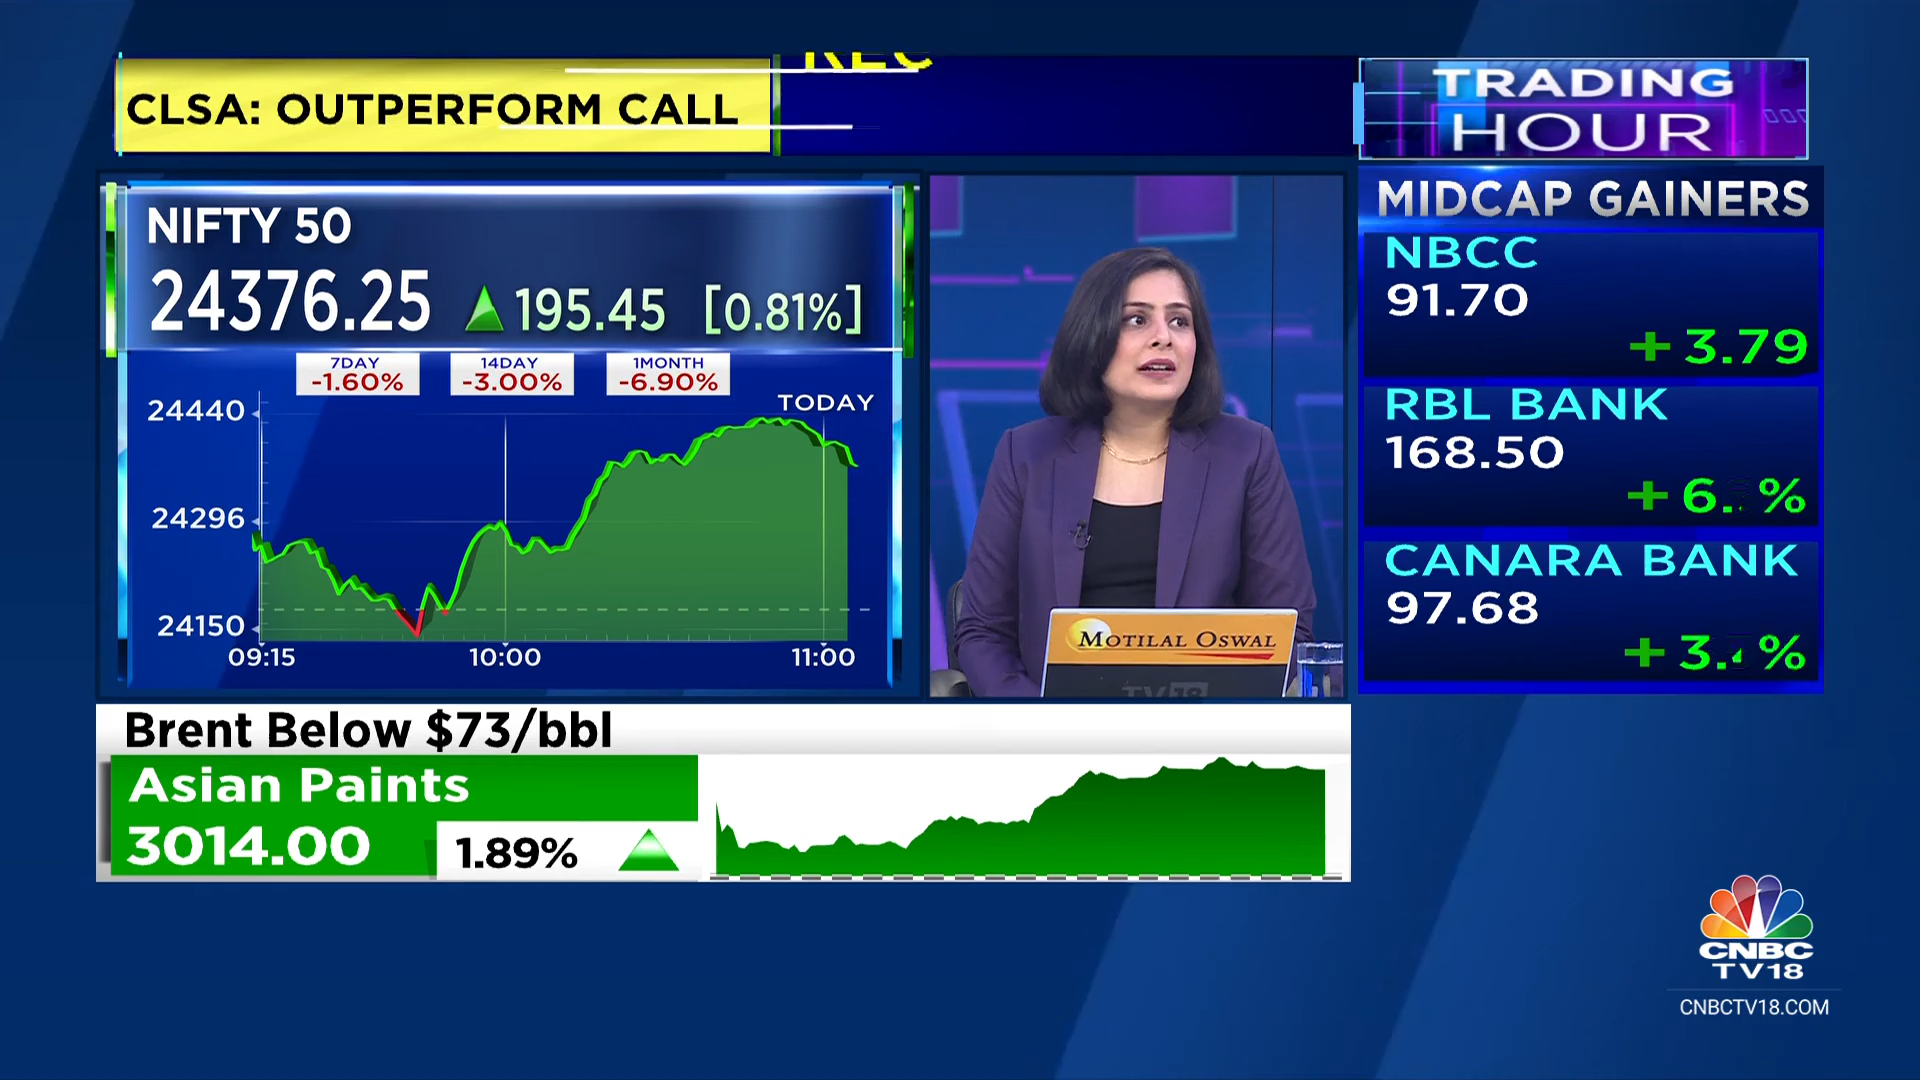 CLSA: OUTPERFORM CALL
REC
TRADING
HOUR
NIFTY 50
24376.25 195.45 [0.81%]
7DAY
-1.60%
14DAY
-3.00%
1MONTH
-6.90%
TODAY
24440
24296
24150
09:15 10:00 11:00
MOTILAL OSWAL
TV18
MIDCAP GAINERS
NBCC
91.70
+ 3.79
RBL BANK
168.50
CANARA BANK
97.68
Brent Below $73/bbl
Asian Paints
3014.00
1.89%
CNBC
TV18
CNBCTV18.COM